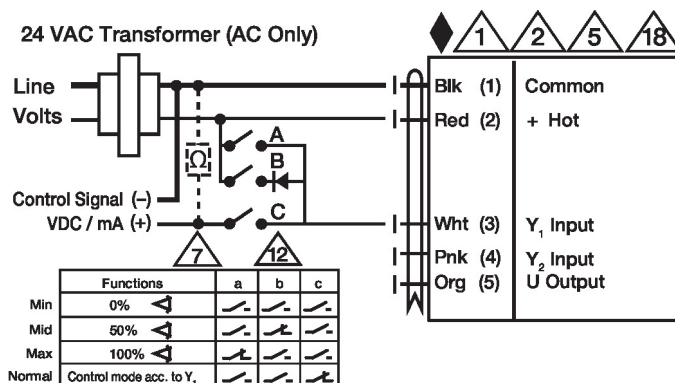 24 VAC Transformer (AC Only)
1 2 5 18
Line
Volts
Blk (1) Common
Red (2) + Hot
A
Ω
B
Control Signal (–)
VDC / mA (+)
C
Wht (3) Y₁ Input
Pnk (4) Y₂ Input
Org (5) U Output
7 12
Functions a b c
Min 0%
Mid 50%
Max 100%
Normal Control mode acc. to Y₁